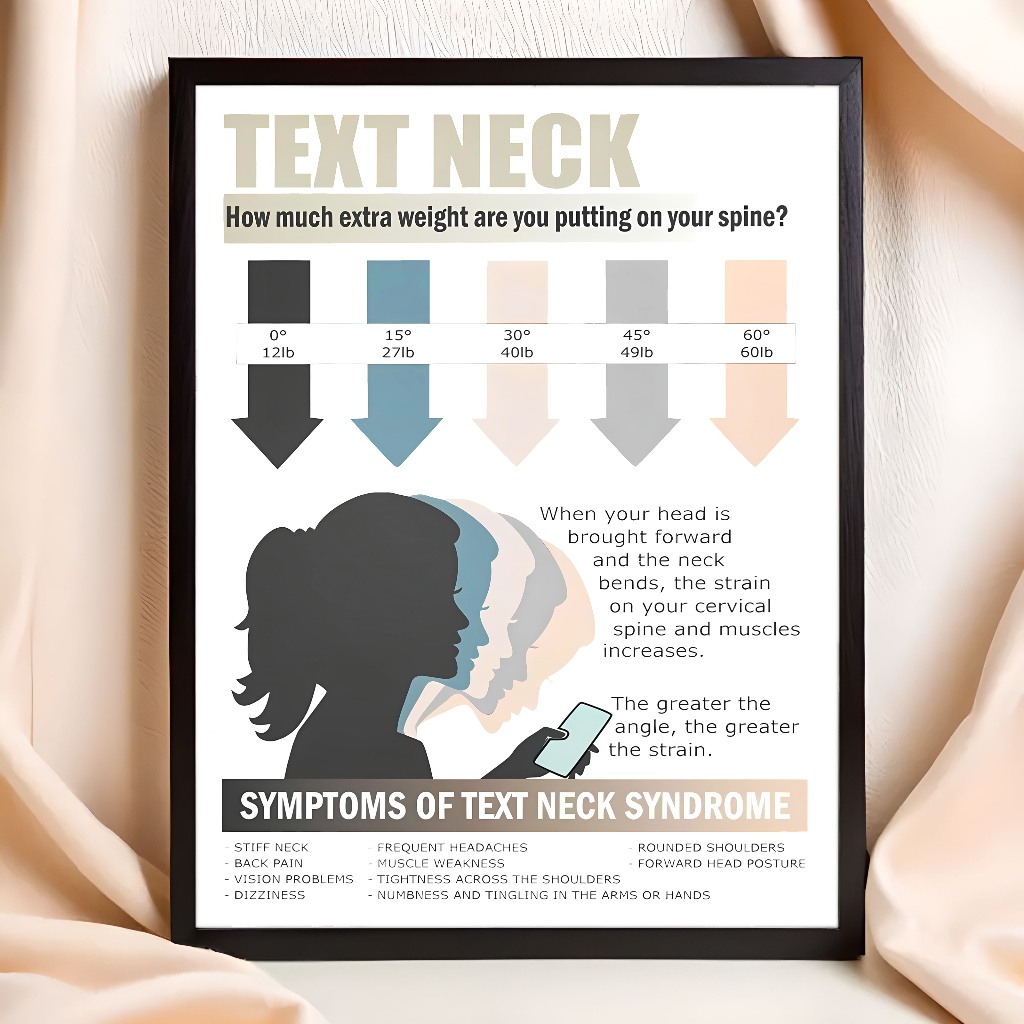 TEXT NECK
How much extra weight are you putting on your spine?
0° 15° 30° 45° 60°
12lb 27lb 40lb 49lb 60lb
When your head is
brought forward
and the neck
bends, the strain
on your cervical
spine and muscles
increases.
The greater the
angle, the greater
the strain.
SYMPTOMS OF TEXT NECK SYNDROME
- STIFF NECK
- BACK PAIN
- VISION PROBLEMS
- DIZZINESS
- FREQUENT HEADACHES
- MUSCLE WEAKNESS
- TIGHTNESS ACROSS THE SHOULDERS
- NUMBNESS AND TINGLING IN THE ARMS OR HANDS
- ROUNDED SHOULDERS
- FORWARD HEAD POSTURE